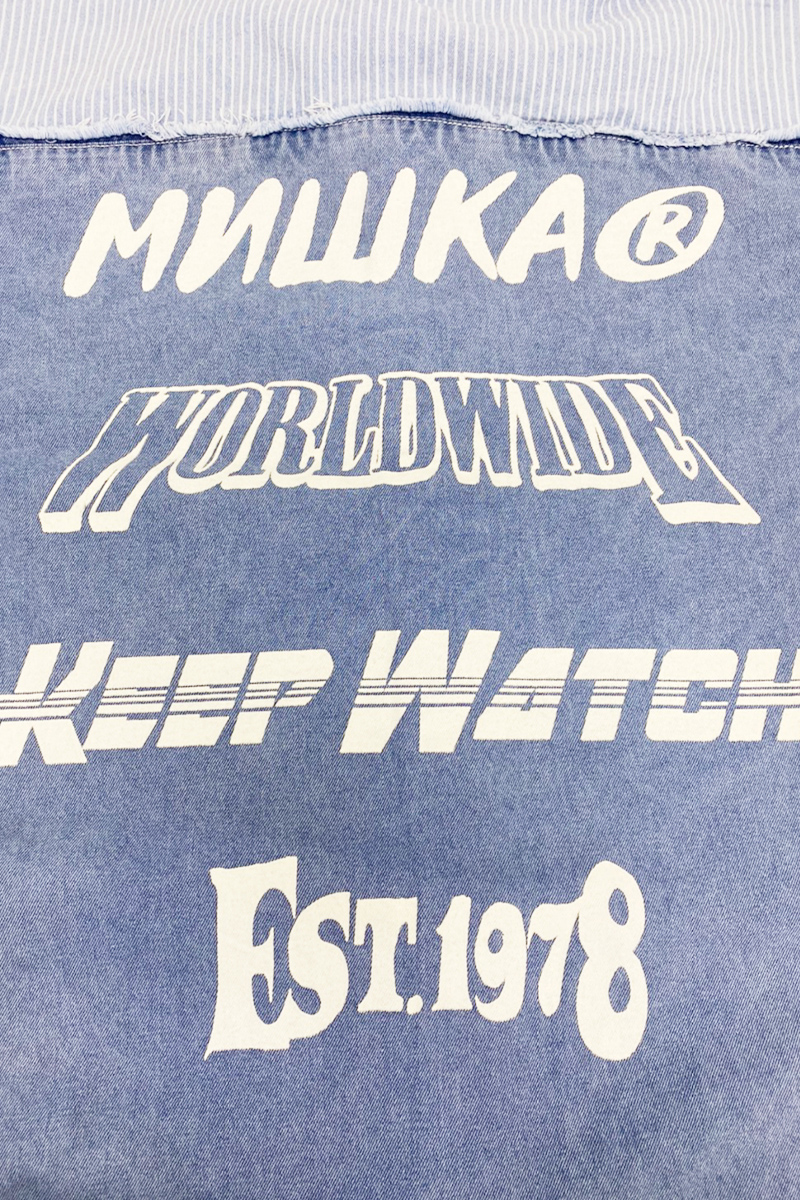 МИШКА®
WORLDWIDE
KEEP WATCH
EST.1978